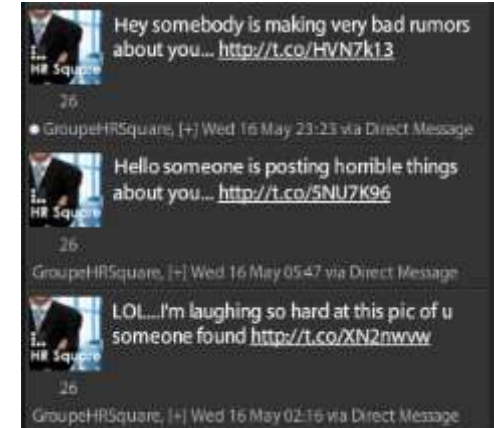 Hey somebody is making very bad rumors
about you... http://t.co/HVN7k13
HR Square
26
GroupeHRSquare, [+] Wed 16 May 23:23 via Direct Message
Hello someone is posting horrible things
about you... http://t.co/5NU7K96
HR Square
26
GroupeHRSquare, [+] Wed 16 May 05:47 via Direct Message
LOL....I'm laughing so hard at this pic of u
someone found http://t.co/XN2nwvw
HR Square
26
GroupeHRSquare, [+] Wed 16 May 02:16 via Direct Message